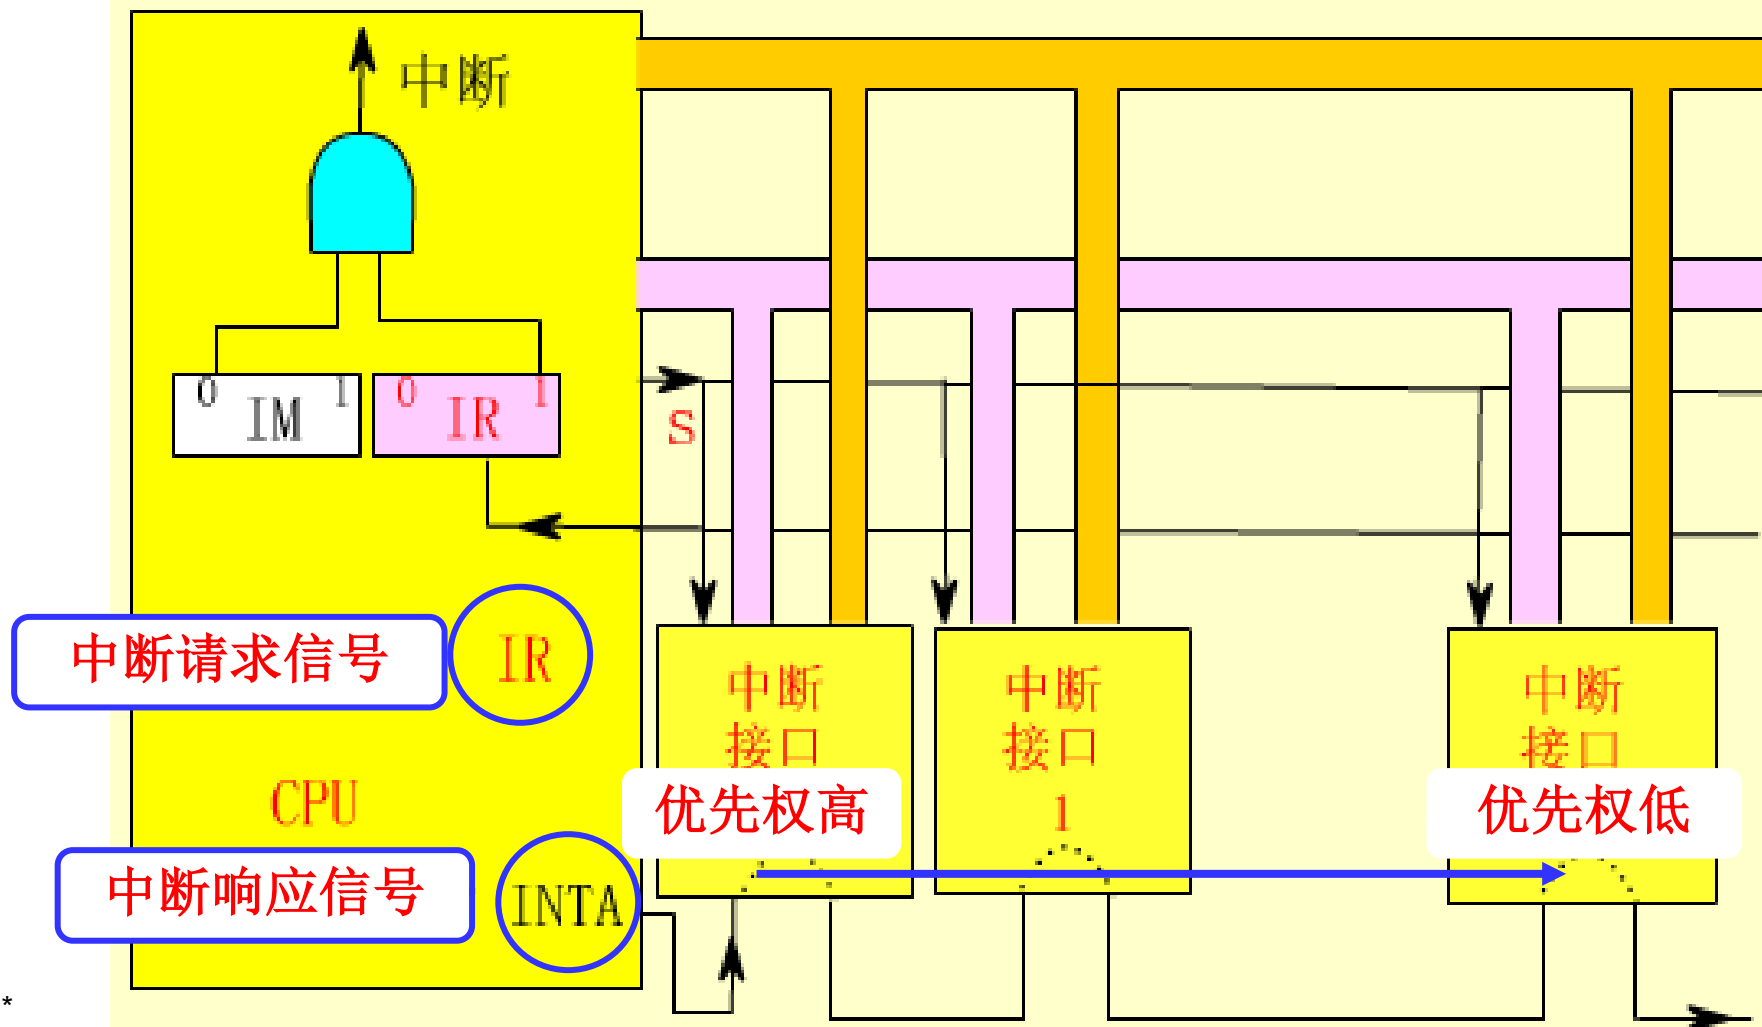 中断
0 IM 1
0 IR 1
S
中断请求信号
IR
中断
接口
中断
接口
1
中断
接口
CPU
优先权高
优先权低
中断响应信号
INTA
*